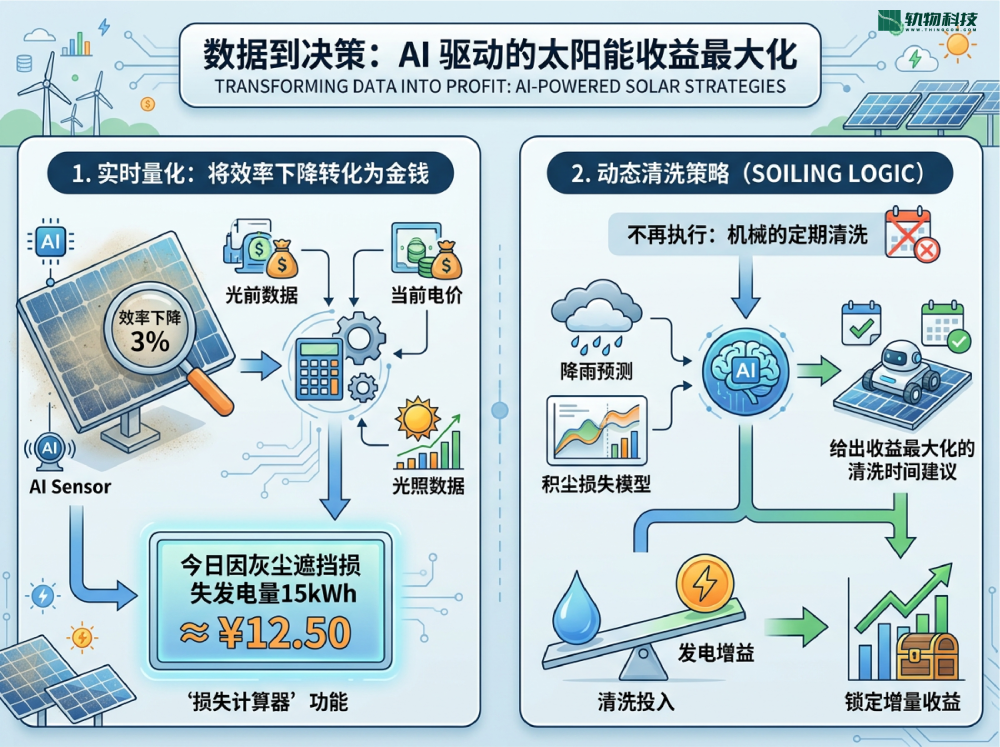 轨物科技
WWW.THINGCOM.COM
数据到决策：AI 驱动的太阳能收益最大化
TRANSFORMING DATA INTO PROFIT: AI-POWERED SOLAR STRATEGIES
1. 实时量化：将效率下降转化为金钱
AI
效率下降
3%
光前数据
当前电价
AI
AI Sensor
光照数据
今日因灰尘遮挡损
失发电量15kWh
≈ ¥12.50
‘损失计算器’功能
2. 动态清洗策略（SOILING LOGIC）
不再执行：机械的定期清洗
降雨预测
AI
积尘损失模型
给出收益最大化的
清洗时间建议
发电增益
清洗投入
锁定增量收益